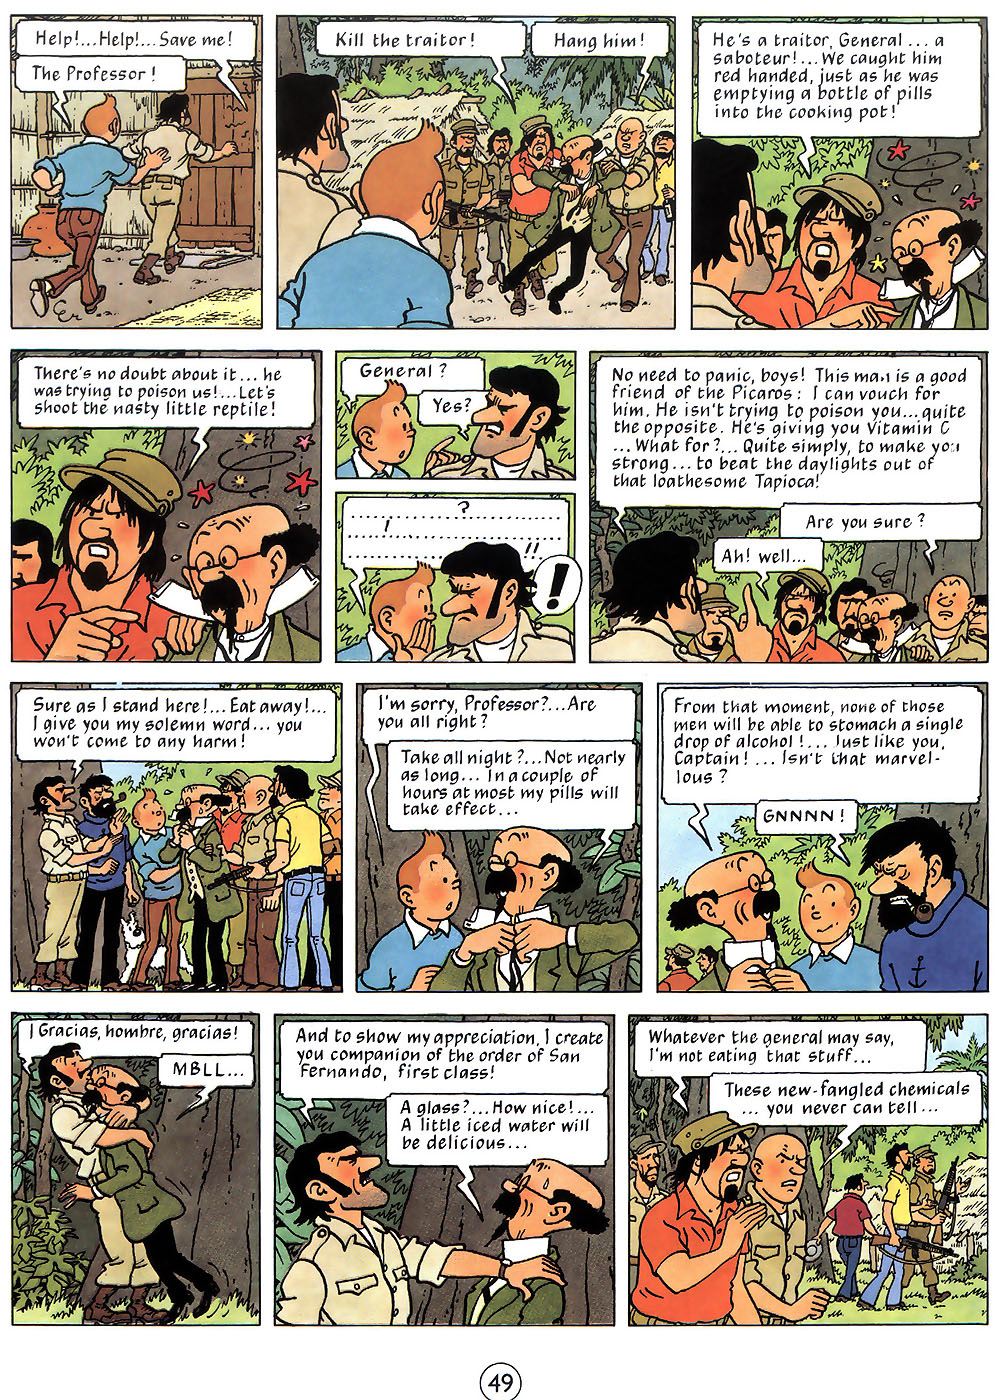 Help!...Help!...Save me!
The Professor!
Kill the traitor!
Hang him!
He's a traitor, General... a
saboteur!...We caught him
red handed, just as he was
emptying a bottle of pills
into the cooking pot!
There's no doubt about it... he
was trying to poison us!...Let's
shoot the nasty little reptile!
General?
Yes?
...............?.............
......!......................
..........................!!
!
No need to panic, boys! This man is a good
friend of the Picaros: I can vouch for
him. He isn't trying to poison you...quite
the opposite. He's giving you Vitamin C
...What for?... Quite simply, to make you
strong... to beat the daylights out of
that loathesome Tapioca!
Are you sure?
Ah! well...
Sure as I stand here!... Eat away!...
I give you my solemn word... you
won't come to any harm!
I'm sorry, Professor?...Are
you all right?
Take all night?...Not nearly
as long... In a couple of
hours at most my pills will
take effect...
From that moment, none of those
men will be able to stomach a single
drop of alcohol!... Just like you,
Captain!... Isn't that marvel-
lous?
GNNNN!
¡Gracias, hombre, gracias!
MBLL...
And to show my appreciation, I create
you companion of the order of San
Fernando, first class!
A glass?...How nice!...
A little iced water will
be delicious...
Whatever the general may say,
I'm not eating that stuff...
These new-fangled chemicals
... you never can tell...
49